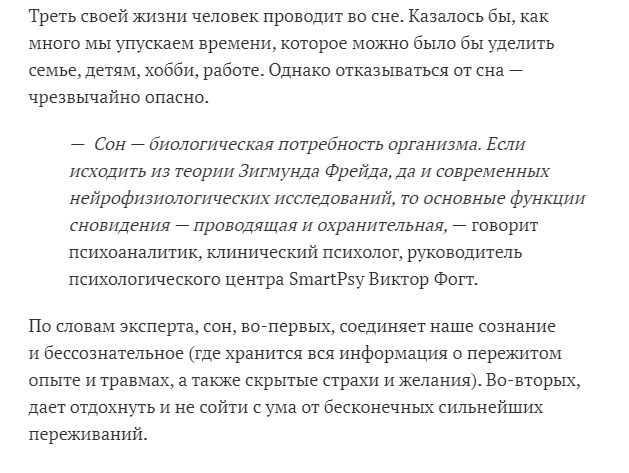 Треть своей жизни человек проводит во сне. Казалось бы, как
много мы упускаем времени, которое можно было бы уделить
семье, детям, хобби, работе. Однако отказываться от сна —
чрезвычайно опасно.
— Сон — биологическая потребность организма. Если
исходить из теории Зигмунда Фрейда, да и современных
нейрофизиологических исследований, то основные функции
сновидения — проводящая и охранительная, — говорит
психоаналитик, клинический психолог, руководитель
психологического центра SmartPsy Виктор Фогт.
По словам эксперта, сон, во-первых, соединяет наше сознание
и бессознательное (где хранится вся информация о пережитом
опыте и травмах, а также скрытые страхи и желания). Во-вторых,
дает отдохнуть и не сойти с ума от бесконечных сильнейших
переживаний.